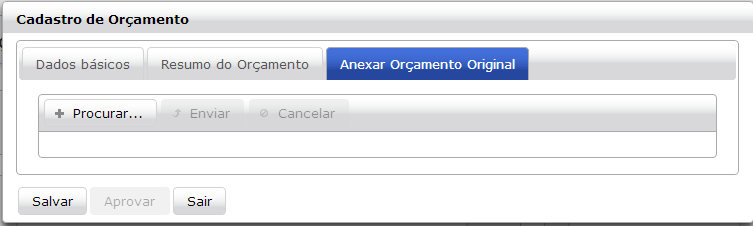 Cadastro de Orçamento
Dados básicos Resumo do Orçamento Anexar Orçamento Original
Procurar... Enviar Cancelar
Salvar Aprovar Sair